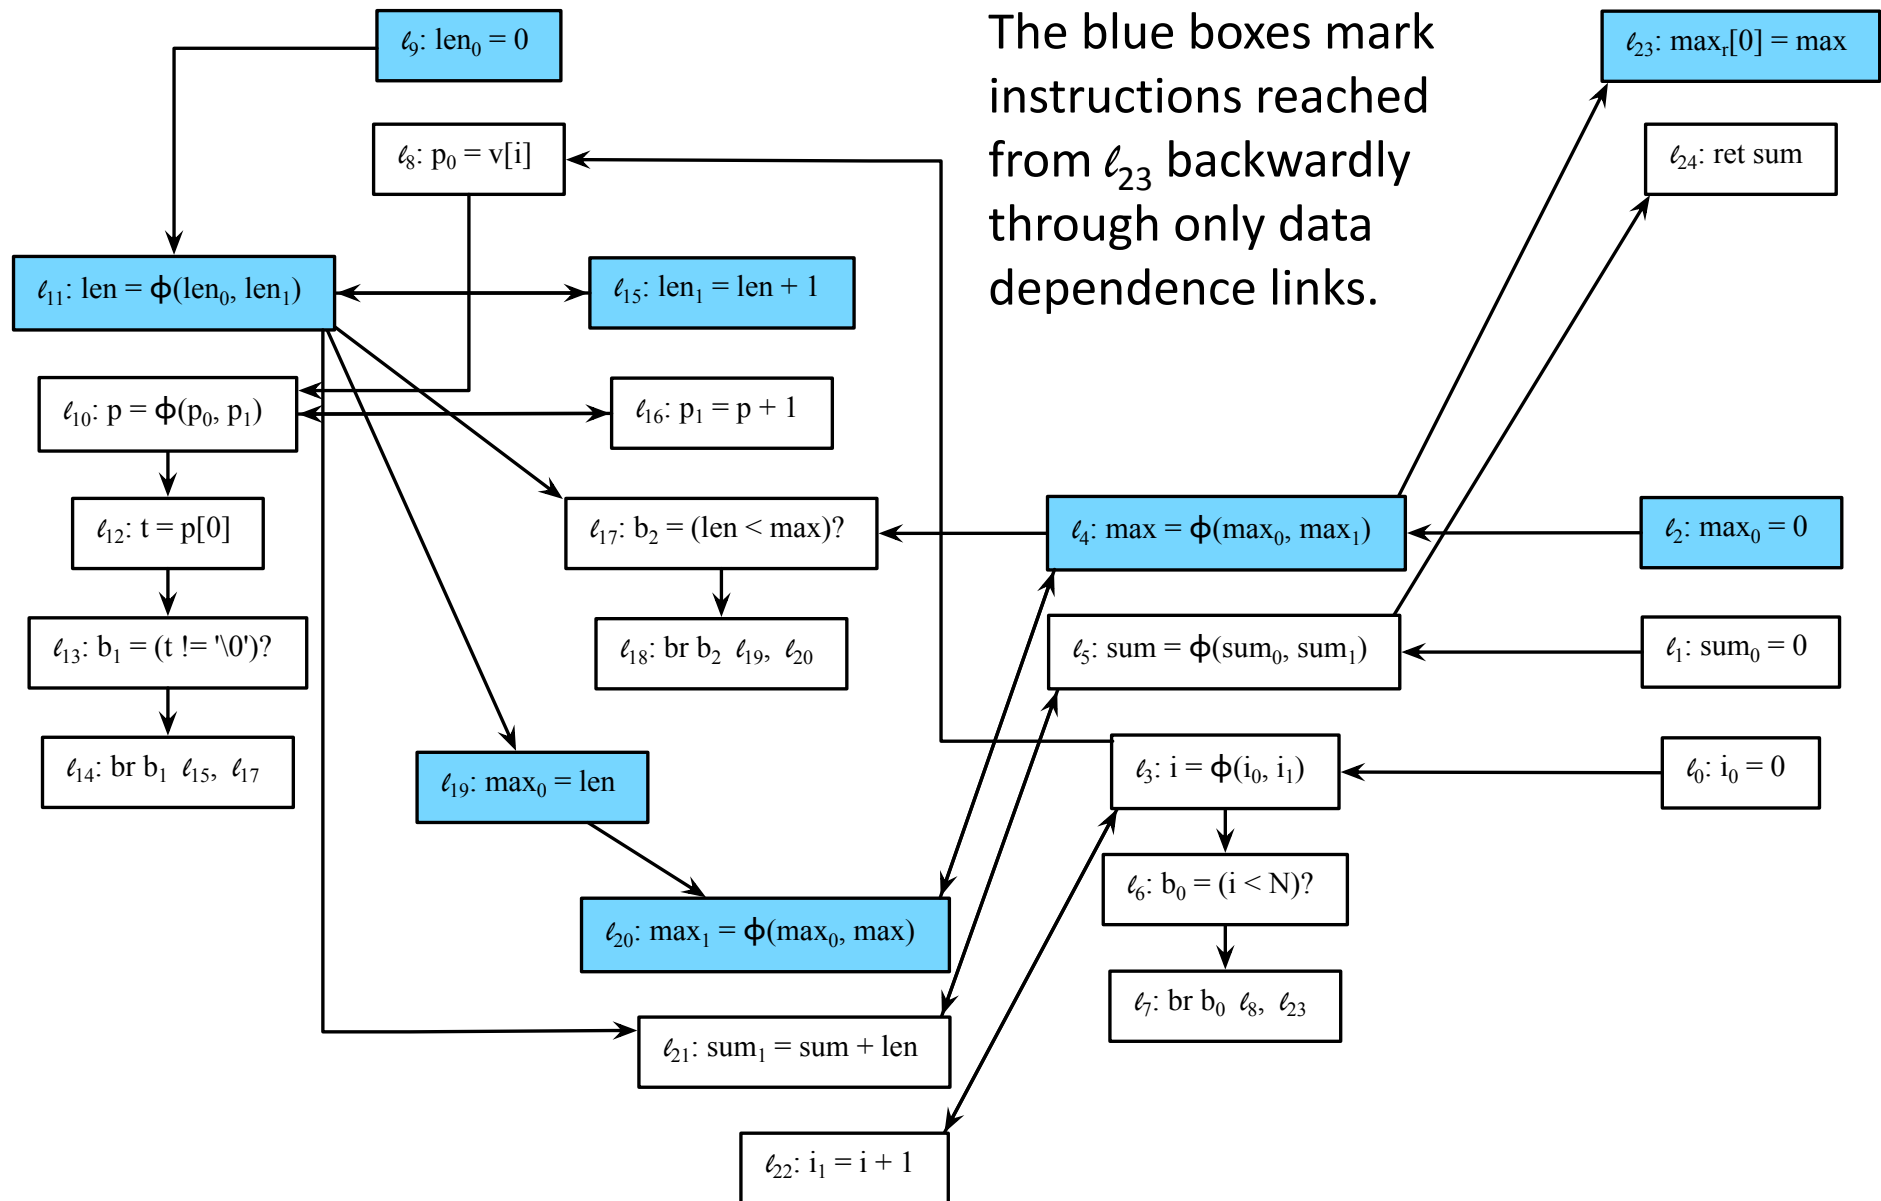 ℓ9: len0 = 0
The blue boxes mark
instructions reached
from ℓ23 backwardly
through only data
dependence links.
ℓ23: maxr[0] = max
ℓ8: p0 = v[i]
ℓ24: ret sum
ℓ11: len = ϕ(len0, len1)
ℓ15: len1 = len + 1
ℓ10: p = ϕ(p0, p1)
ℓ16: p1 = p + 1
ℓ12: t = p[0]
ℓ17: b2 = (len < max)?
ℓ4: max = ϕ(max0, max1)
ℓ2: max0 = 0
ℓ13: b1 = (t != '\0')?
ℓ18: br b2 ℓ19, ℓ20
ℓ5: sum = ϕ(sum0, sum1)
ℓ1: sum0 = 0
ℓ14: br b1 ℓ15, ℓ17
ℓ19: max0 = len
ℓ3: i = ϕ(i0, i1)
ℓ0: i0 = 0
ℓ6: b0 = (i < N)?
ℓ20: max1 = ϕ(max0, max)
ℓ7: br b0 ℓ8, ℓ23
ℓ21: sum1 = sum + len
ℓ22: i1 = i + 1